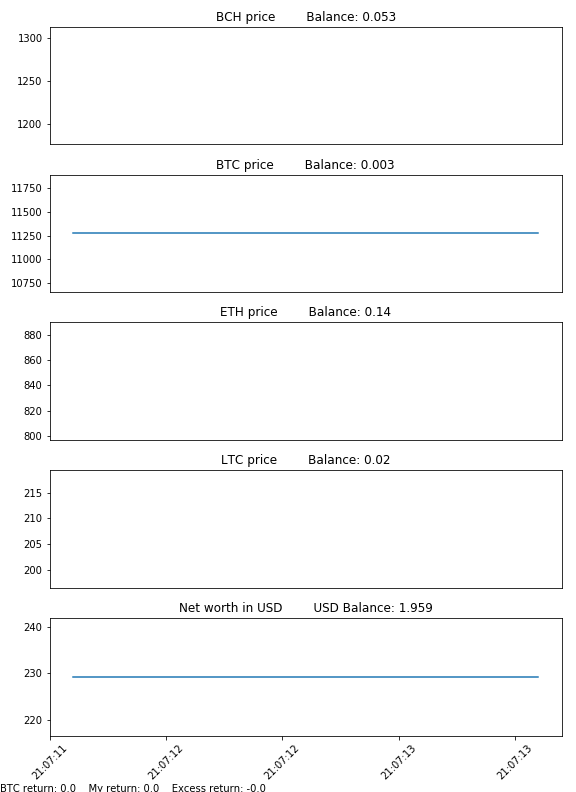 BCH price Balance: 0.053
1300
1250
1200
BTC price Balance: 0.003
11750
11500
11250
11000
10750
ETH price Balance: 0.14
880
860
840
820
800
LTC price Balance: 0.02
215
210
205
200
Net worth in USD USD Balance: 1.959
240
230
220
21:07:11 21:07:12 21:07:12 21:07:13 21:07:13
BTC return: 0.0 My return: 0.0 Excess return: -0.0